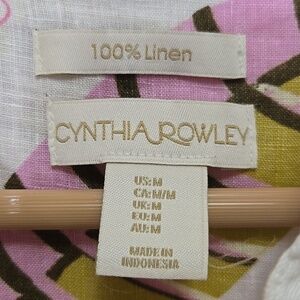 100% Linen
CYNTHIA ROWLEY
US:M
CA:M/M
UK:M
EU:M
AU:M
MADE IN
INDONESIA